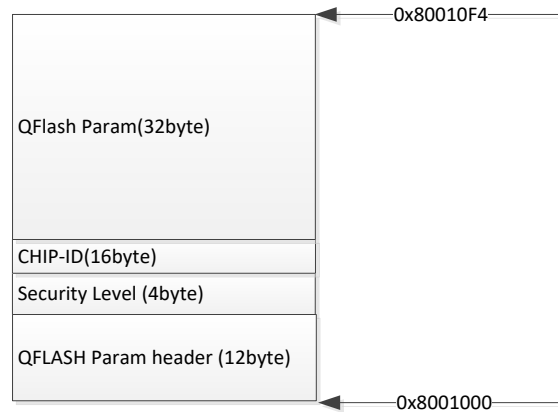 0x80010F4
QFlash Param(32byte)
CHIP-ID(16byte)
Security Level (4byte)
QFLASH Param header (12byte)
0x8001000